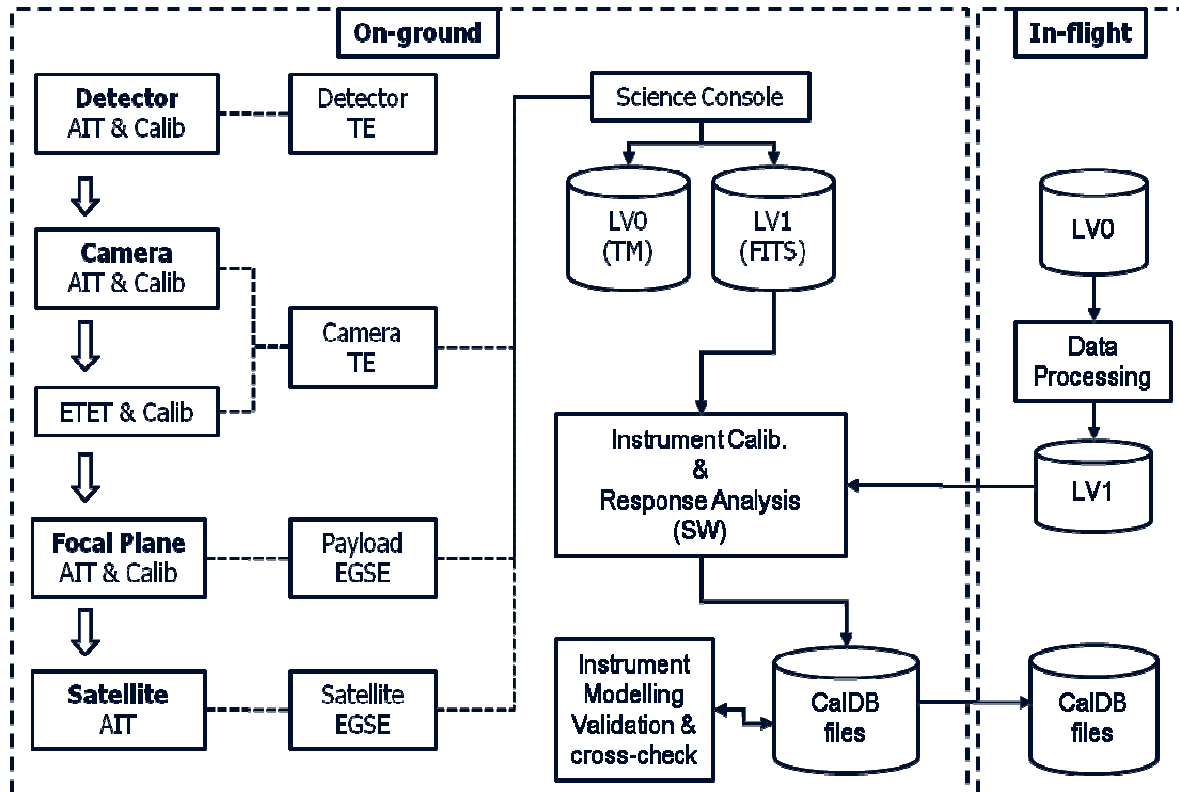 On-ground
In-flight
Detector
AIT & Calib
Detector
TE
Science Console
LV0
(TM)
LV1
(FITS)
LV0
Camera
AIT & Calib
Camera
TE
Data
Processing
ETET & Calib
Instrument Calib.
&
Response Analysis
(SW)
LV1
Focal Plane
AIT & Calib
Payload
EGSE
Satellite
AIT
Satellite
EGSE
Instrument
Modelling
Validation &
cross-check
CalDB
files
CalDB
files